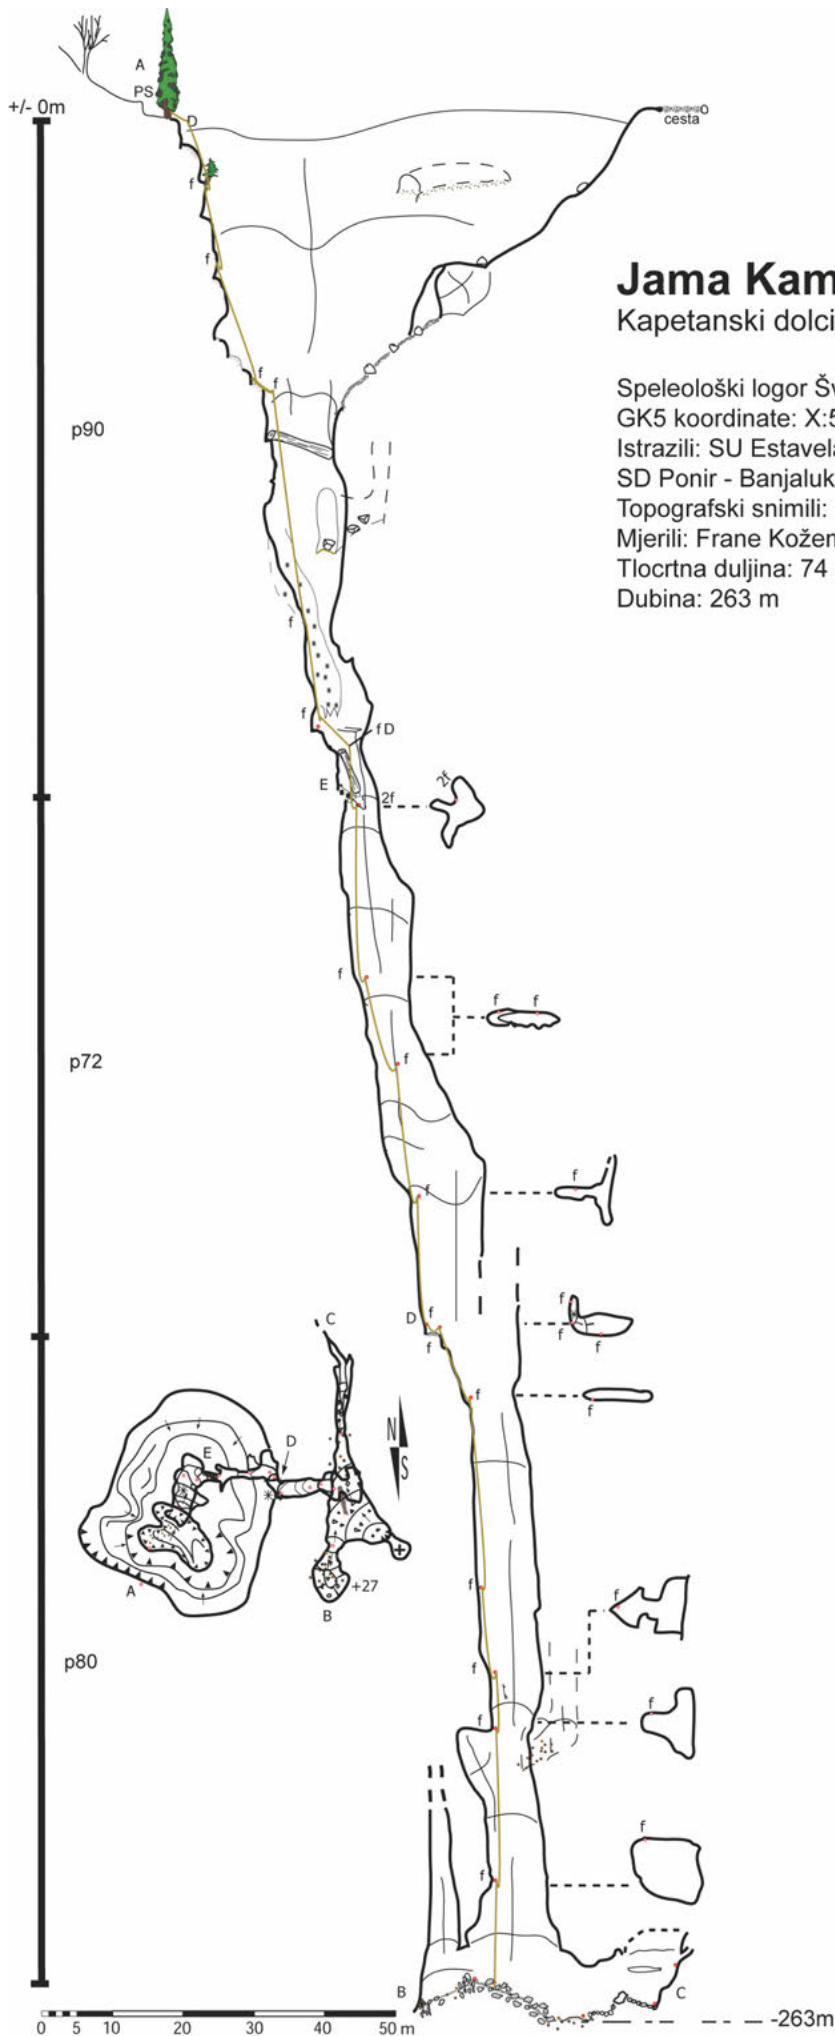 A
PS
+/- 0m
D
cesta
f
f
Jama Kam
Kapetanski dolci
f
f
Speleološki logor Šv
GK5 koordinate: X:5
Istrazili: SU Estavela
SD Ponir - Banjaluk
Topografski snimili:
Mjerili: Frane Kožen
Tlocrtna duljina: 74
Dubina: 263 m
p90
f
f
f D
E
2f
2f
f
f
f
p72
f
f
f
f
D
f
f
f
f
f
C
f
f
N
S
E
D
A
B
+27
f
f
p80
f
f
f
f
f
B
C
0 5 10 20 30 40 50 m
-263m